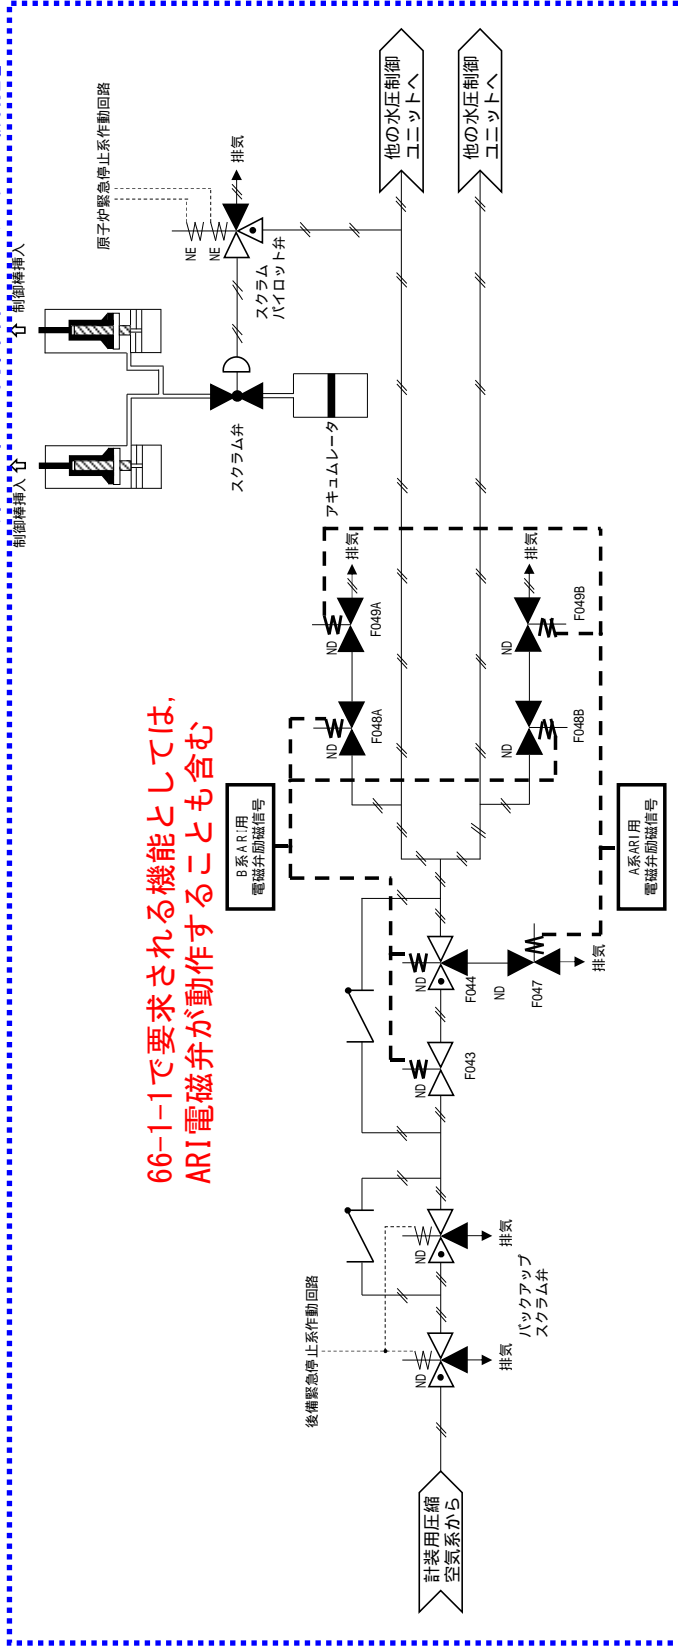 66-1-1で要求される機能としては,
ARI電磁弁が動作することも含む
計装用圧縮
空気系から
後備緊急停止系作動回路
ND
排気
ND
排気
バックアップ
スクラム弁
ND
F043
ND
F044
ND
F047
排気
B系ARI用
電磁弁励磁信号
A系ARI用
電磁弁励磁信号
ND
F048A
ND
F049A
排気
ND
F048B
ND
F049B
排気
制御棒挿入
制御棒挿入
スクラム弁
アキュムレータ
原子炉緊急停止系作動回路
NE
NE
排気
スクラム
パイロット弁
他の水圧制御
ユニットへ
他の水圧制御
ユニットへ